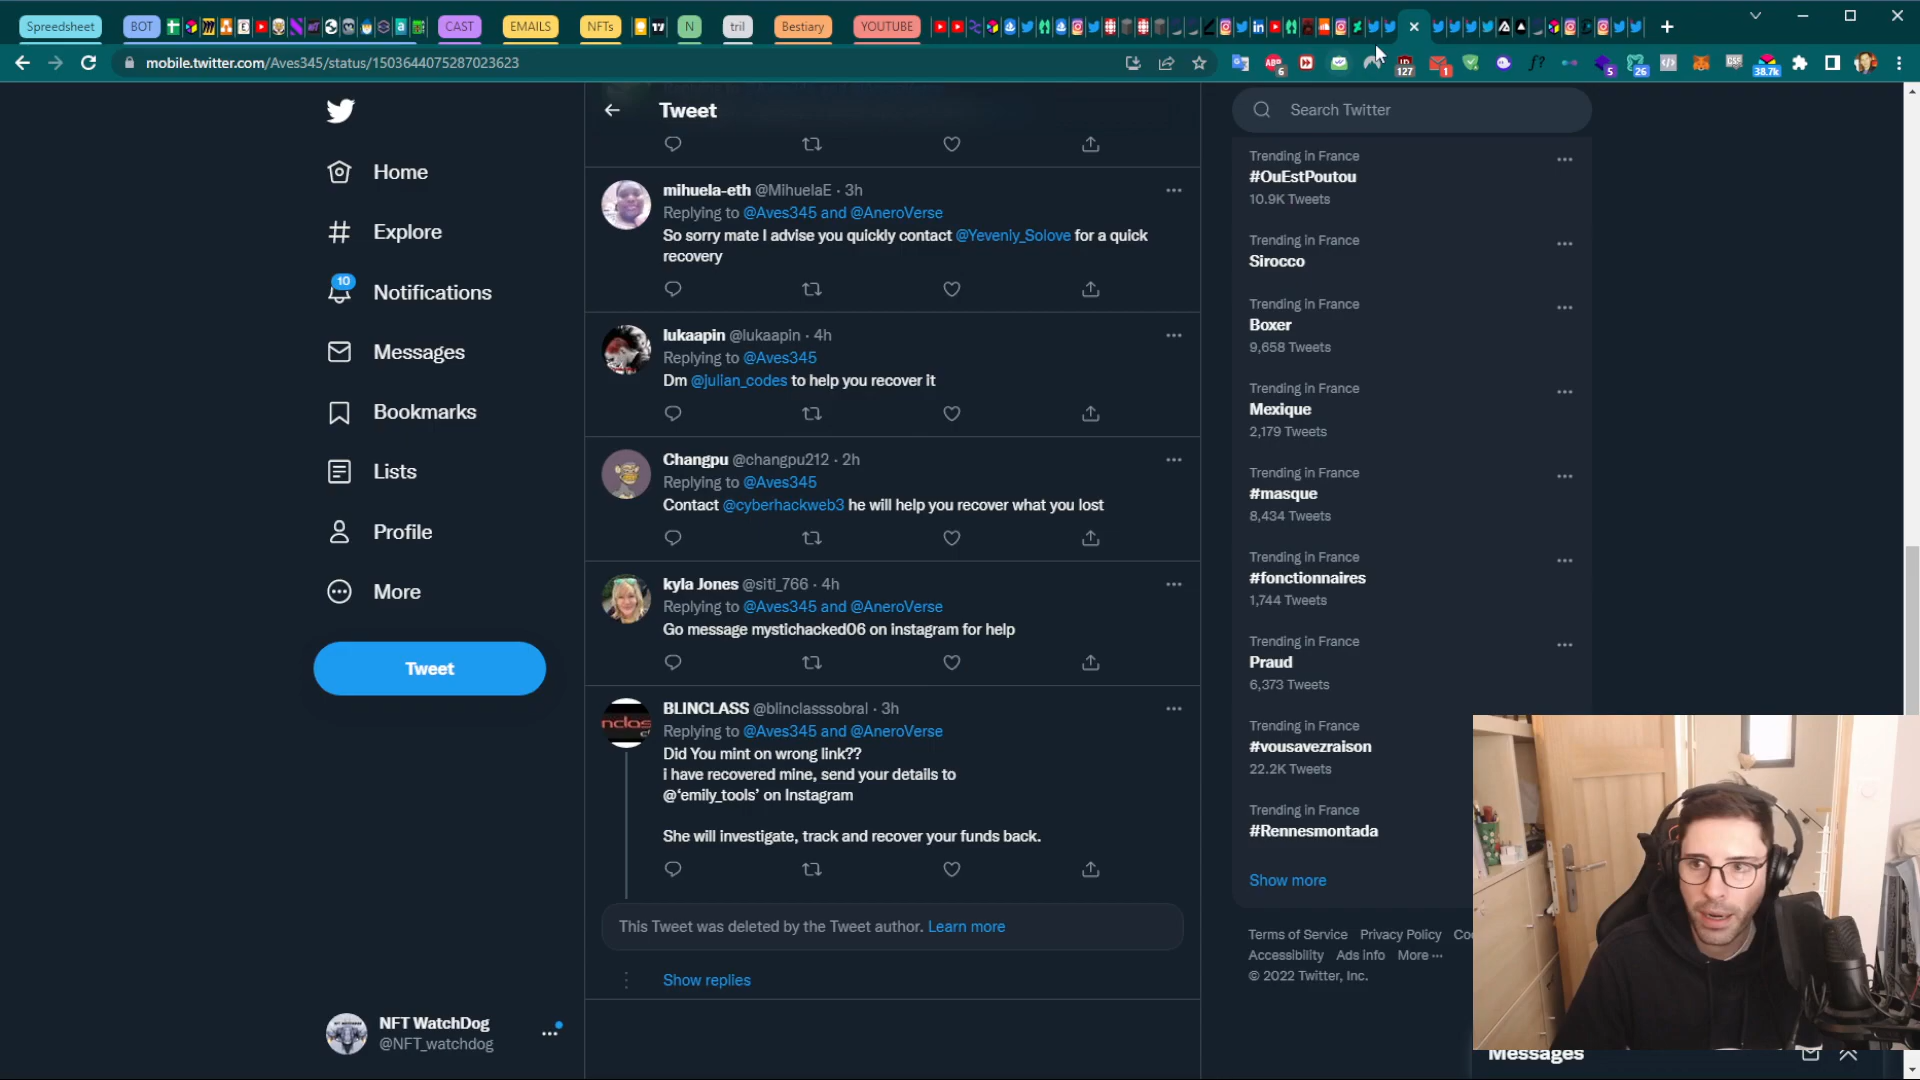 Spreedsheet
BOT
CAST
EMAILS
NFTs
N
tril
Bestiary
YOUTUBE
mobile.twitter.com/Aves345/status/1503644075287023623
6
127
1
5
26
38.7k
Home
Explore
10
Notifications
Messages
Bookmarks
Lists
Profile
More
Tweet
NFT WatchDog
@NFT_watchdog
Tweet
mihuela-eth @MihuelaE · 3h
Replying to @Aves345 and @AneroVerse
So sorry mate I advise you quickly contact @Yevenly_Solove for a quick
recovery
lukaapin @lukaapin · 4h
Replying to @Aves345
Dm @julian_codes to help you recover it
Changpu @changpu212 · 2h
Replying to @Aves345
Contact @cyberhackweb3 he will help you recover what you lost
kyla Jones @siti_766 · 4h
Replying to @Aves345 and @AneroVerse
Go message mystichacked06 on instagram for help
BLINCLASS @blinclasssobral · 3h
Replying to @Aves345 and @AneroVerse
Did You mint on wrong link??
i have recovered mine, send your details to
@‘emily_tools’ on Instagram
She will investigate, track and recover your funds back.
This Tweet was deleted by the Tweet author. Learn more
Show replies
Search Twitter
Trending in France
#OuEstPoutou
10.9K Tweets
Trending in France
Sirocco
Trending in France
Boxer
9,658 Tweets
Trending in France
Mexique
2,179 Tweets
Trending in France
#masque
8,434 Tweets
Trending in France
#fonctionnaires
1,744 Tweets
Trending in France
Praud
6,373 Tweets
Trending in France
#vousavezraison
22.2K Tweets
Trending in France
#Rennesmontada
Show more
Terms of Service Privacy Policy
Accessibility Ads info More ···
© 2022 Twitter, Inc.
Messages